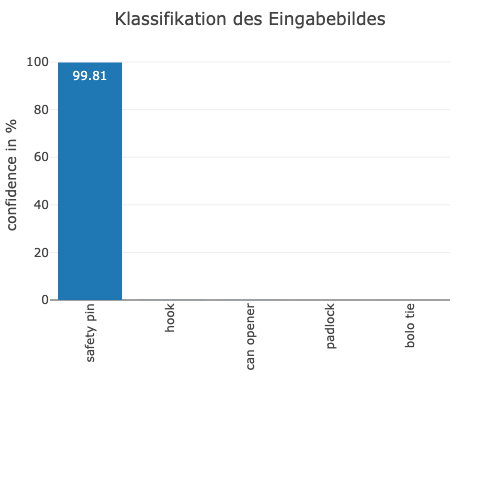 Klassifikation des Eingabebildes
confidence in %
100
80
60
40
20
0
99.81
safety pin
hook
can opener
padlock
bolo tie